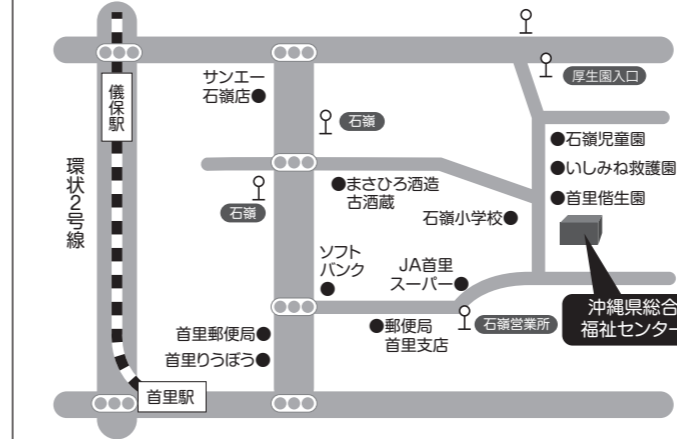 儀保駅
環状2号線
サンエー
石嶺店
石嶺
厚生園入口
石嶺児童園
いしみね救護園
首里偕生園
まさひろ酒造
古酒蔵
石嶺
石嶺小学校
ソフト
バンク
JA首里
スーパー
沖縄県総合
福祉センター
首里郵便局
首里りうぼう
郵便局
首里支店
石嶺営業所
首里駅